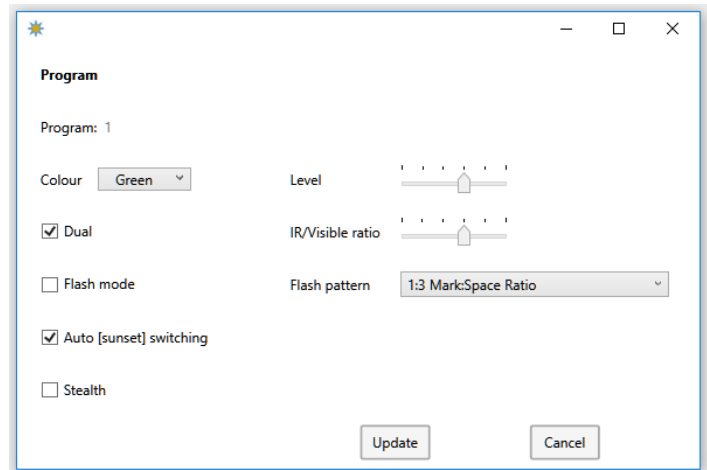 Program
Program: 1
Colour Green Level
Dual IR/Visible ratio
Flash mode Flash pattern 1:3 Mark:Space Ratio
Auto [sunset] switching
Stealth
Update Cancel